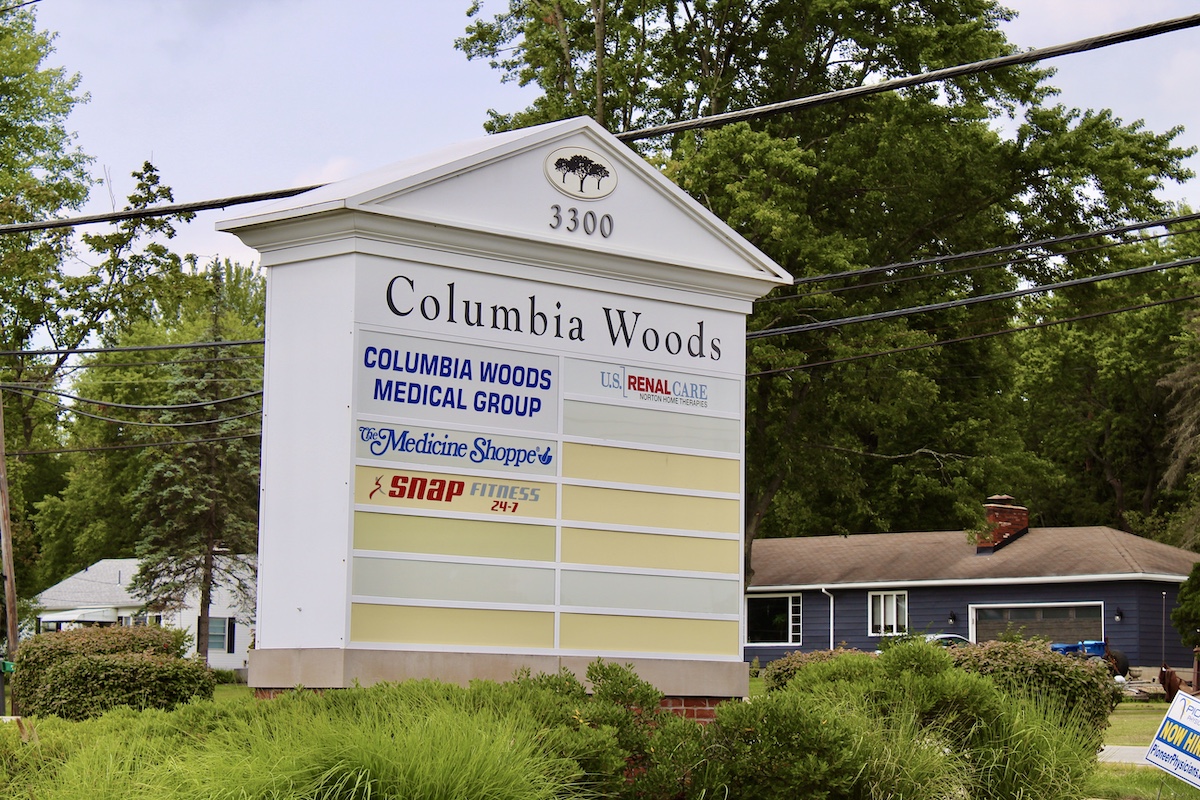 3300
Columbia Woods
COLUMBIA WOODS
MEDICAL GROUP
The Medicine Shoppe
SNAP FITNESS
24-7
U.S. RENAL CARE
NORTON HOME THERAPIES
NOW
PioneerPhysicians